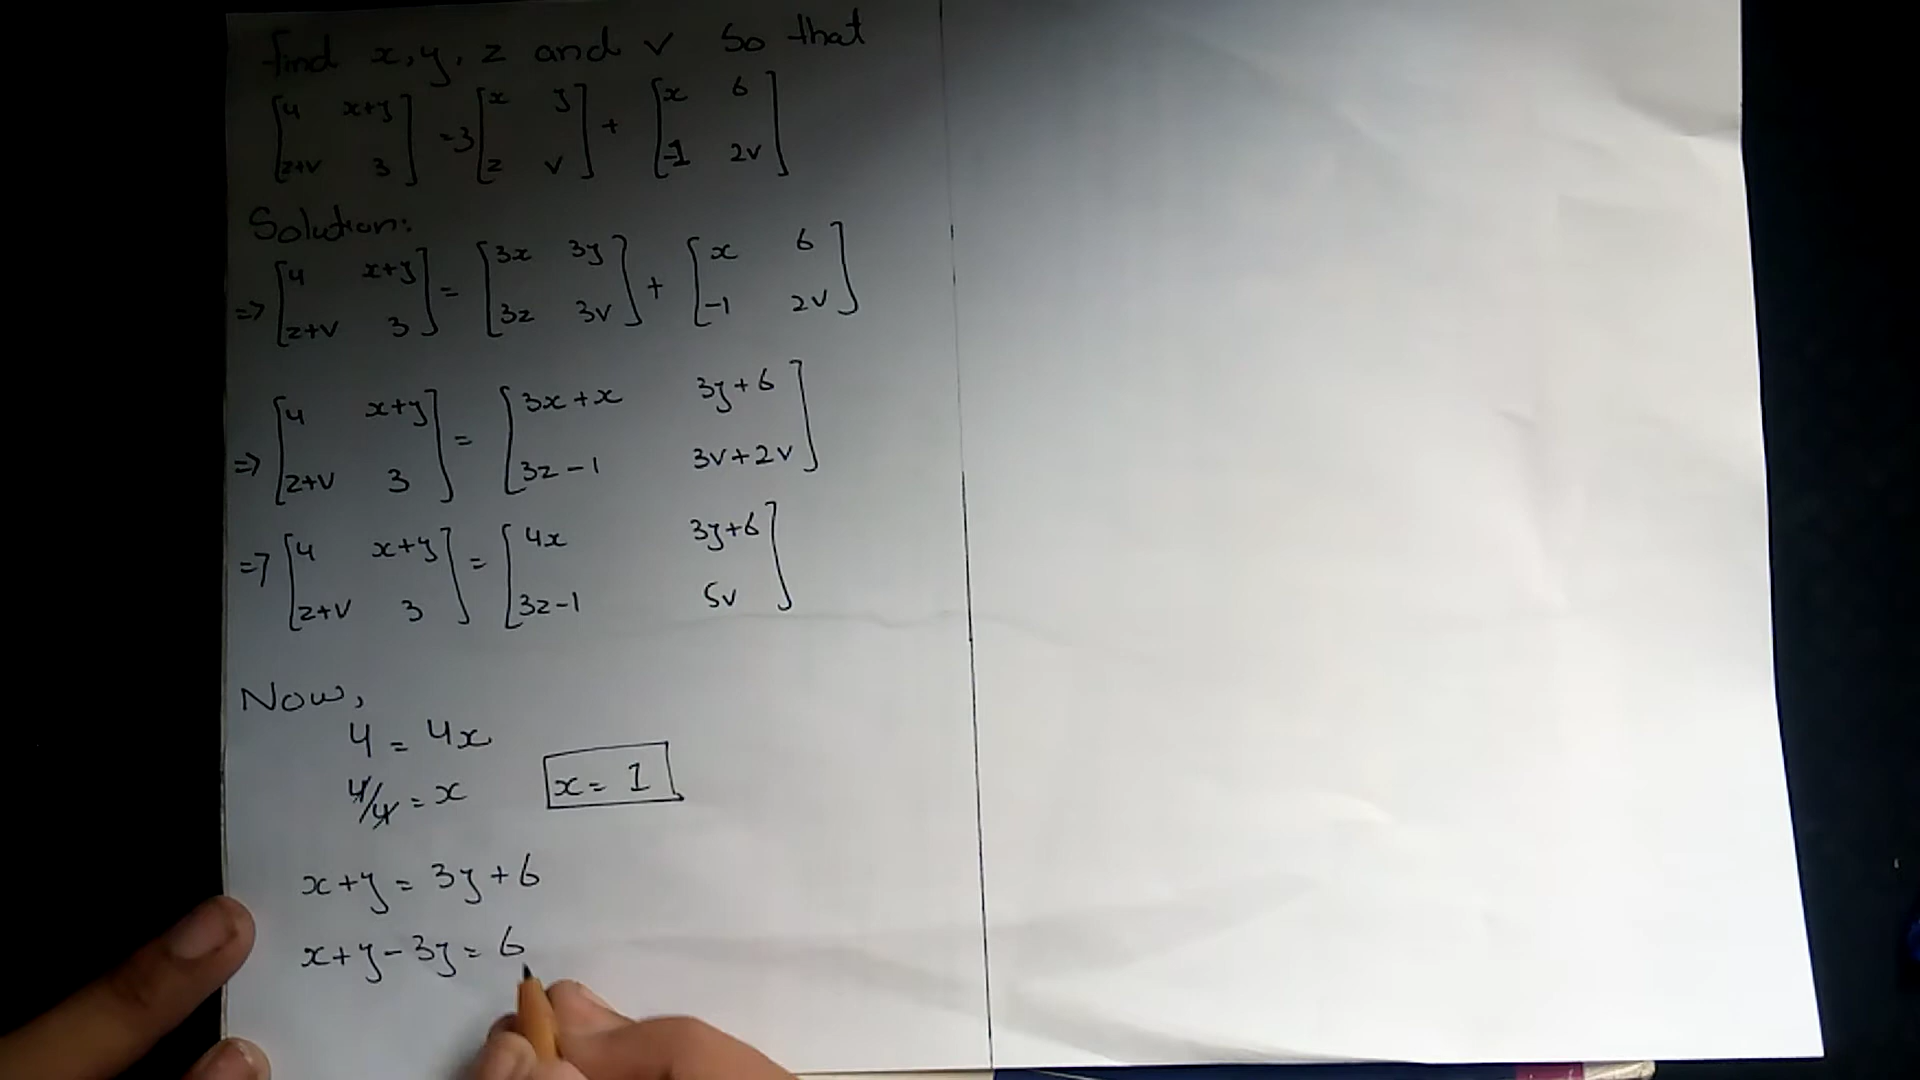 find x, y, z and v so that
[4 x+y
z+v 3] = 3 [x y
z v] + [x 6
-1 2v]
Solution:
=> [4 x+y
z+v 3] = [3x 3y
3z 3v] + [x 6
-1 2v]
=> [4 x+y
z+v 3] = [3x+x 3y+6
3z-1 3v+2v]
=> [4 x+y
z+v 3] = [4x 3y+6
3z-1 5v]
Now,
4 = 4x
4/4 = x x = 1
x+y = 3y+6
x+y-3y = 6